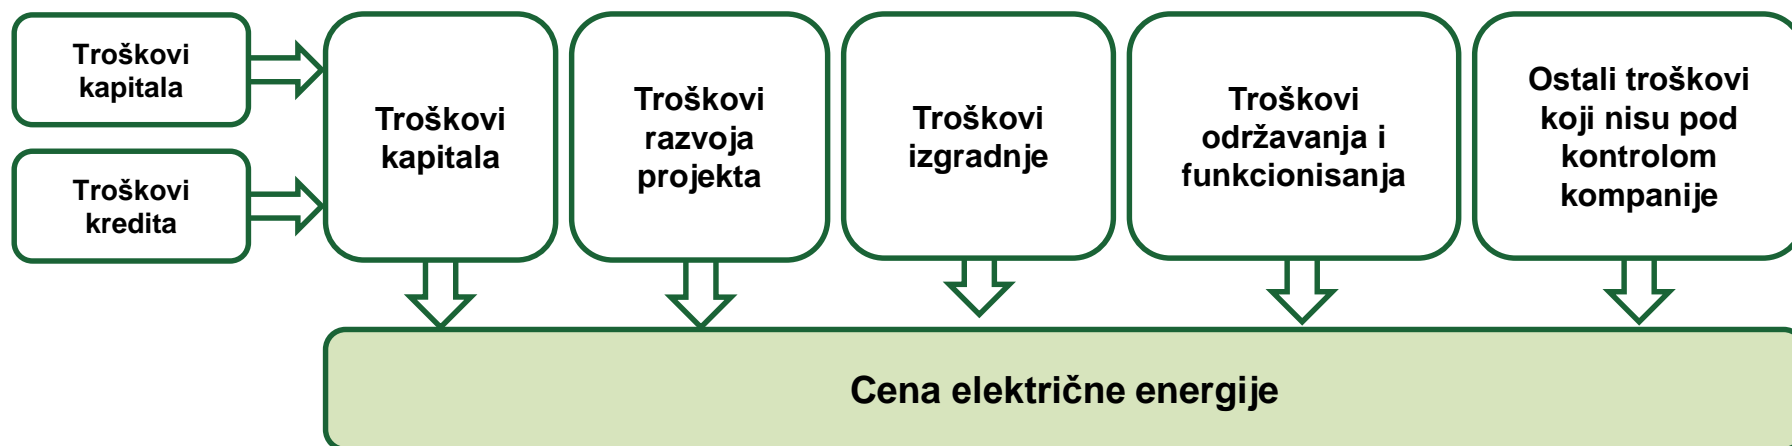 Troškovi
kapitala
Troškovi
kredita
Troškovi
kapitala
Troškovi
razvoja
projekta
Troškovi
izgradnje
Troškovi
održavanja i
funkcionisanja
Ostali troškovi
koji nisu pod
kontrolom
kompanije
Cena električne energije